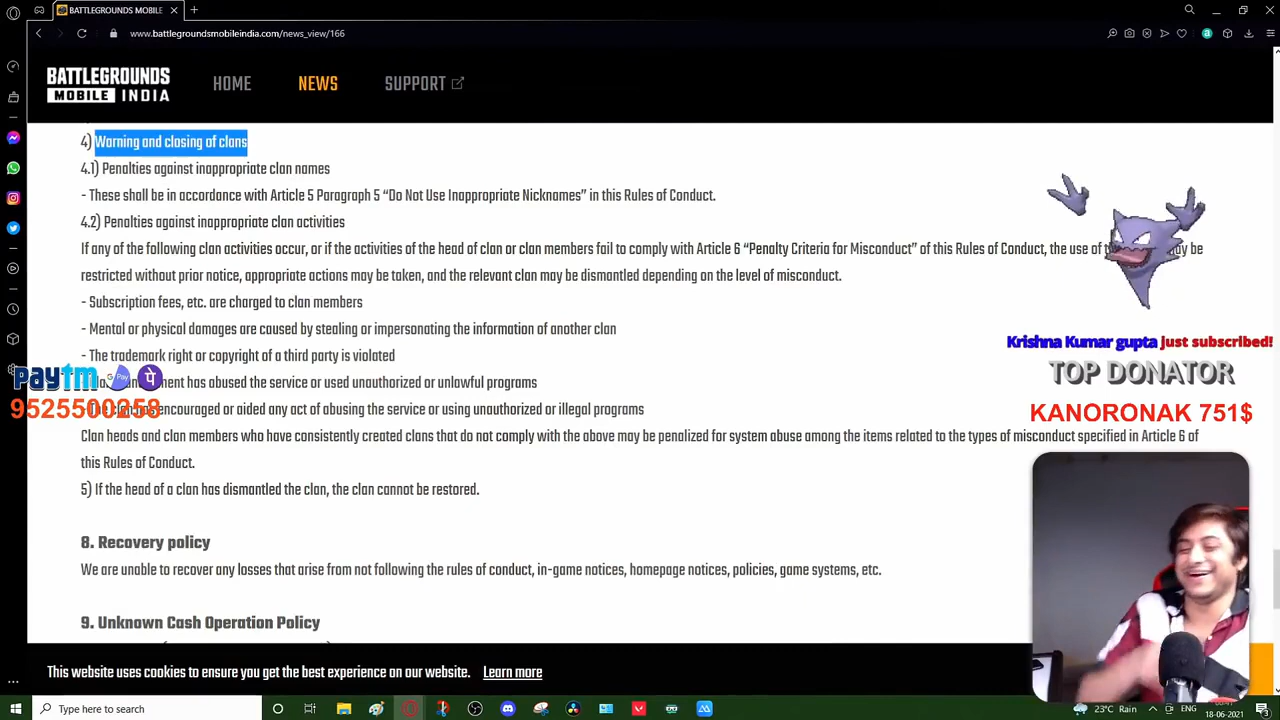 BATTLEGROUNDS MOBILE
www.battlegroundsmobileindia.com/news_view/166
BATTLEGROUNDS
MOBILE INDIA
HOME
NEWS
SUPPORT
4) Warning and closing of clans
4.1) Penalties against inappropriate clan names
- These shall be in accordance with Article 5 Paragraph 5 “Do Not Use Inappropriate Nicknames” in this Rules of Conduct.
4.2) Penalties against inappropriate clan activities
If any of the following clan activities occur, or if the activities of the head of clan or clan members fail to comply with Article 6 “Penalty Criteria for Misconduct” of this Rules of Conduct, the use of be
restricted without prior notice, appropriate actions may be taken, and the relevant clan may be dismantled depending on the level of misconduct.
- Subscription fees, etc. are charged to clan members
- Mental or physical damages are caused by stealing or impersonating the information of another clan
- The trademark right or copyright of a third party is violated
has abused the service or used unauthorized or unlawful programs
encouraged or aided any act of abusing the service or using unauthorized or illegal programs
Clan heads and clan members who have consistently created clans that do not comply with the above may be penalized for system abuse among the items related to the types of misconduct specified in Article 6 of
this Rules of Conduct.
5) If the head of a clan has dismantled the clan, the clan cannot be restored.
8. Recovery policy
We are unable to recover any losses that arise from not following the rules of conduct, in-game notices, homepage notices, policies, game systems, etc.
9. Unknown Cash Operation Policy
Paytm G Pay पे
9525500258
Krishna Kumar gupta just subscribed!
TOP DONATOR
KANORONAK 751$
This website uses cookies to ensure you get the best experience on our website. Learn more
Type here to search
23°C Rain
ENG
18-06-2021